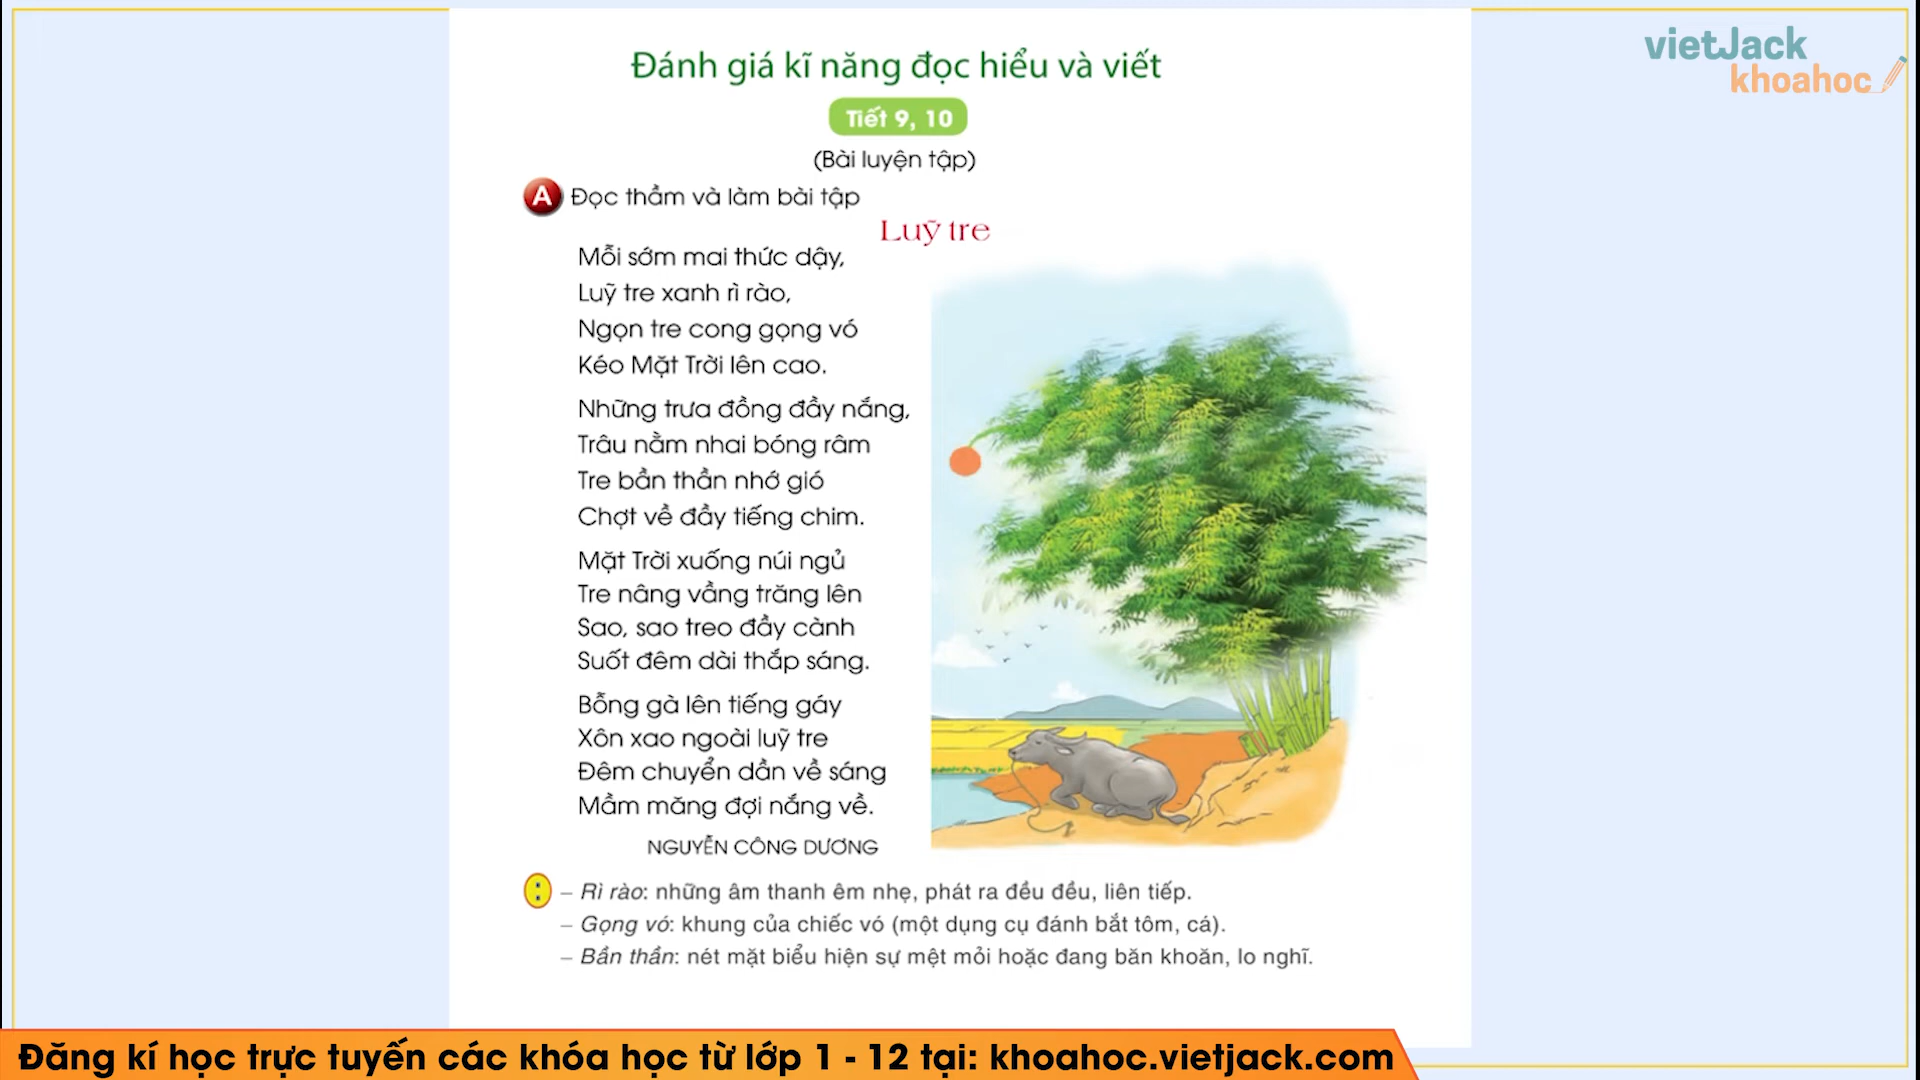 vietJack
khoahoc
Đánh giá kĩ năng đọc hiểu và viết
Tiết 9, 10
(Bài luyện tập)
A Đọc thầm và làm bài tập
Luỹ tre
Mỗi sớm mai thức dậy,
Luỹ tre xanh rì rào,
Ngọn tre cong gọng vó
Kéo Mặt Trời lên cao.
Những trưa đồng đầy nắng,
Trâu nằm nhai bóng râm
Tre bần thần nhớ gió
Chợt về đầy tiếng chim.
Mặt Trời xuống núi ngủ
Tre nâng vầng trăng lên
Sao, sao treo đầy cành
Suốt đêm dài thắp sáng.
Bỗng gà lên tiếng gáy
Xôn xao ngoài luỹ tre
Đêm chuyển dần về sáng
Mầm măng đợi nắng về.
NGUYỄN CÔNG DƯƠNG
– Rì rào: những âm thanh êm nhẹ, phát ra đều đều, liên tiếp.
– Gọng vó: khung của chiếc vó (một dụng cụ đánh bắt tôm, cá).
– Bần thần: nét mặt biểu hiện sự mệt mỏi hoặc đang băn khoăn, lo nghĩ.
Đăng kí học trực tuyến các khóa học từ lớp 1 - 12 tại: khoahoc.vietjack.com